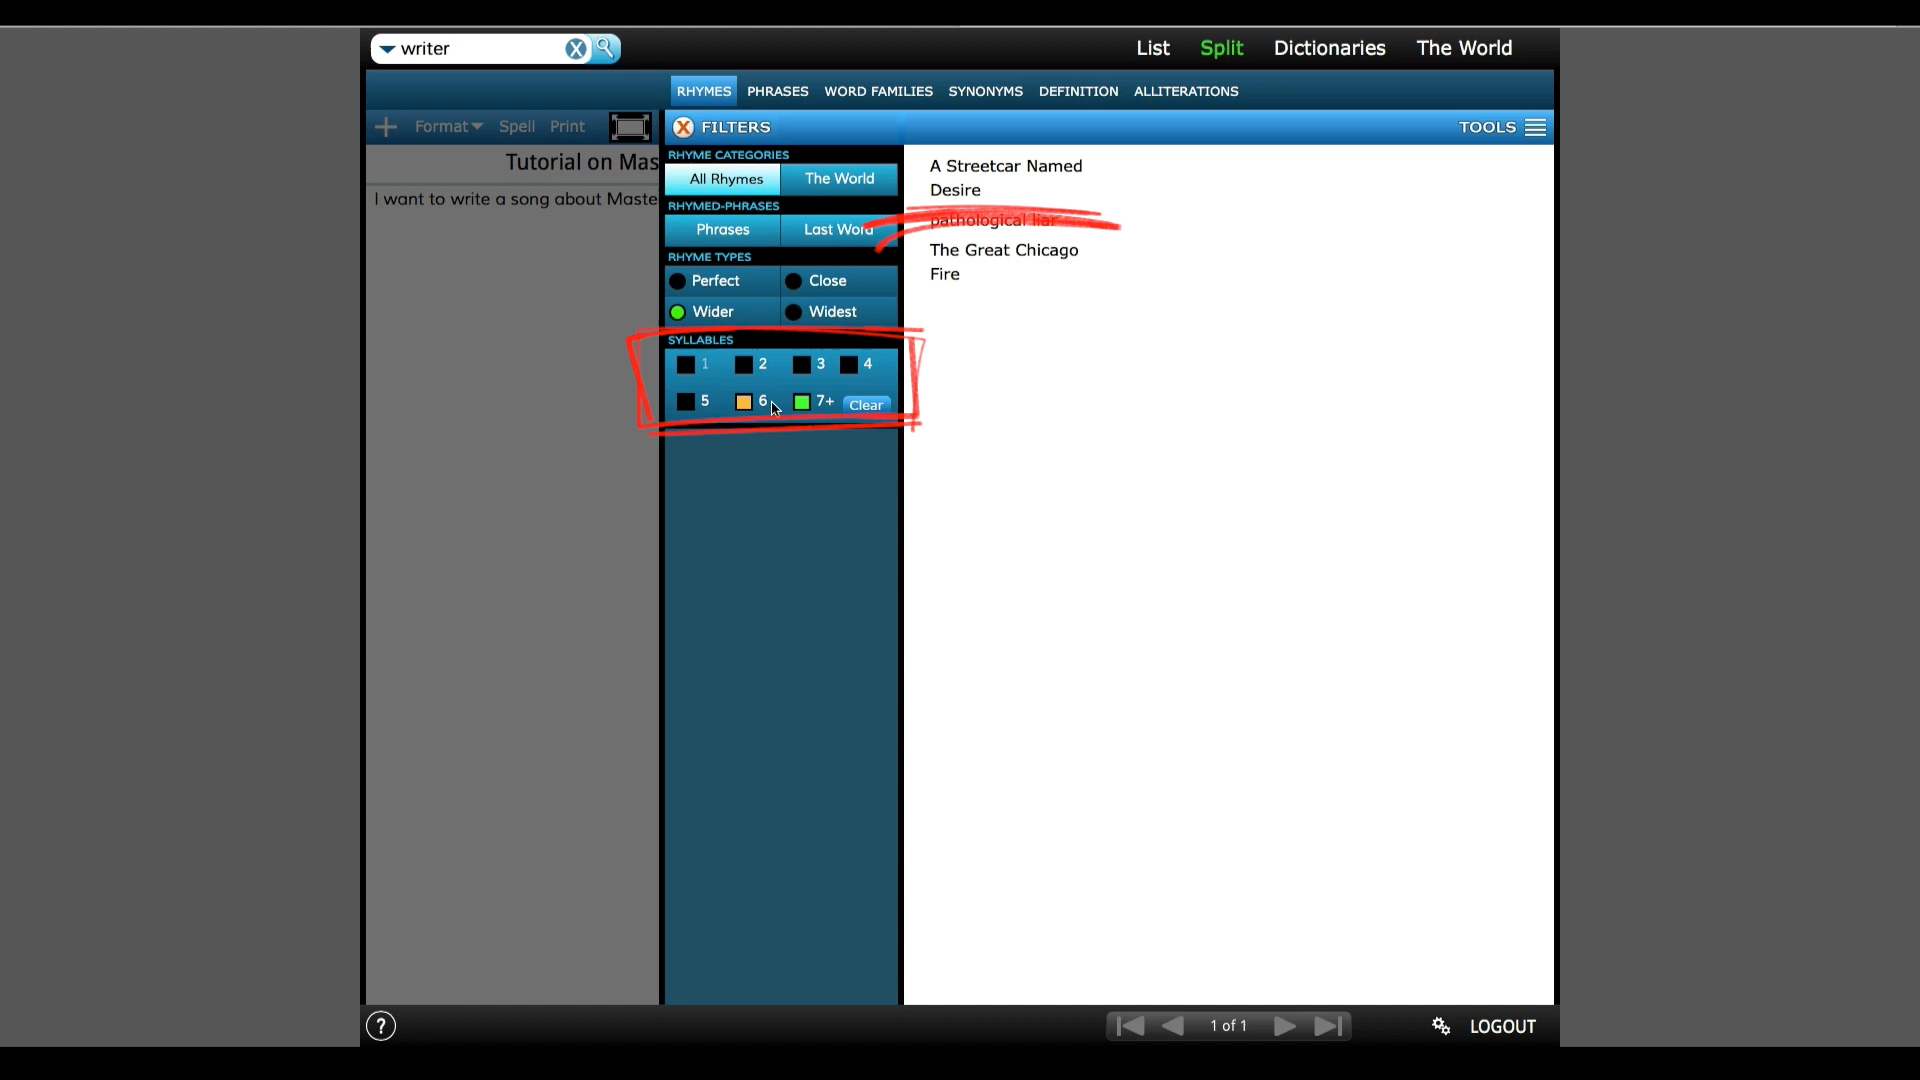 writer
X
List Split Dictionaries The World
RHYMES PHRASES WORD FAMILIES SYNONYMS DEFINITION ALLITERATIONS
Format Spell Print
X FILTERS
TOOLS
Tutorial on Mas
I want to write a song about Maste
RHYME CATEGORIES
All Rhymes The World
RHYMED-PHRASES
Phrases Last Word
RHYME TYPES
Perfect Close
Wider Widest
SYLLABLES
1 2 3 4
5 6 7+ Clear
A Streetcar Named
Desire
pathological liar
The Great Chicago
Fire
?
1 of 1
LOGOUT